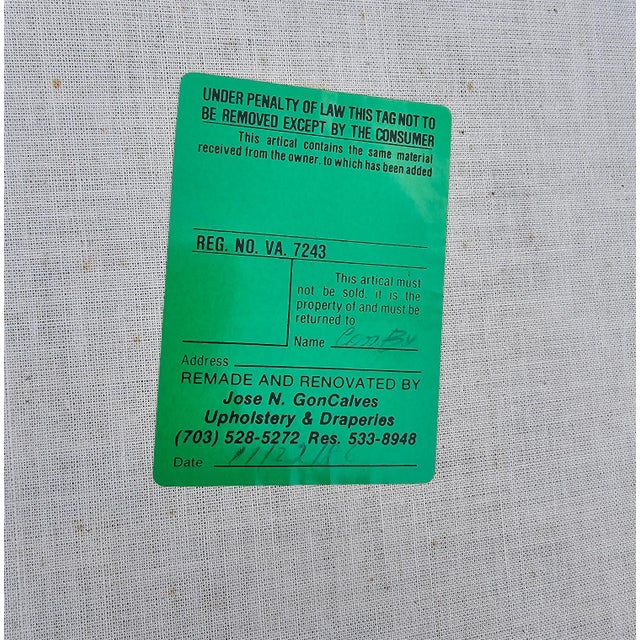 UNDER PENALTY OF LAW THIS TAG NOT TO
BE REMOVED EXCEPT BY THE CONSUMER
This artical contains the same material
received from the owner, to which has been added
REG. NO. VA. 7243
This artical must
not be sold, it is the
property of and must be
returned to
Name
Address
REMADE AND RENOVATED BY
Jose N. GonCalves
Upholstery & Draperies
(703) 528-5272 Res. 533-8948
Date